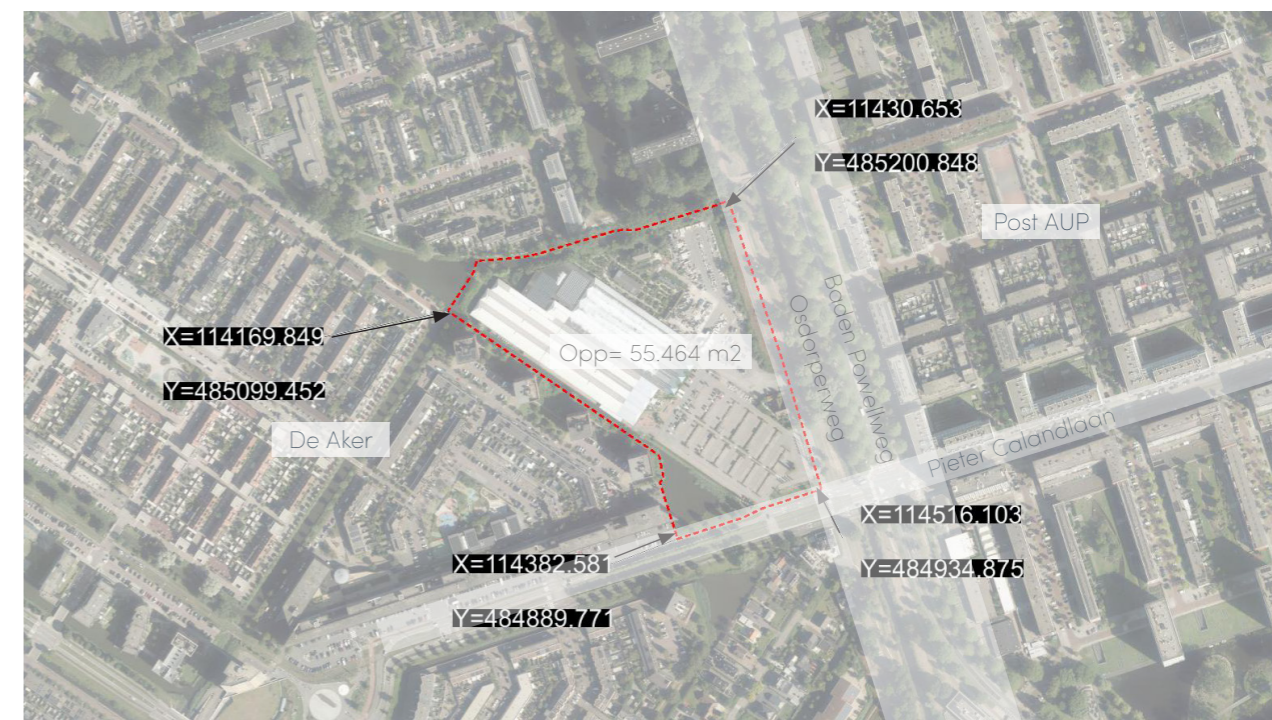 X=11430.653
Y=485200.848
Post AUP
Baden Powellweg
Osdorperweg
X=114169.849
Y=485099.452
Opp= 55.464 m2
De Aker
Pieter Calandlaan
X=114516.103
Y=484934.875
X=114382.581
Y=484889.771